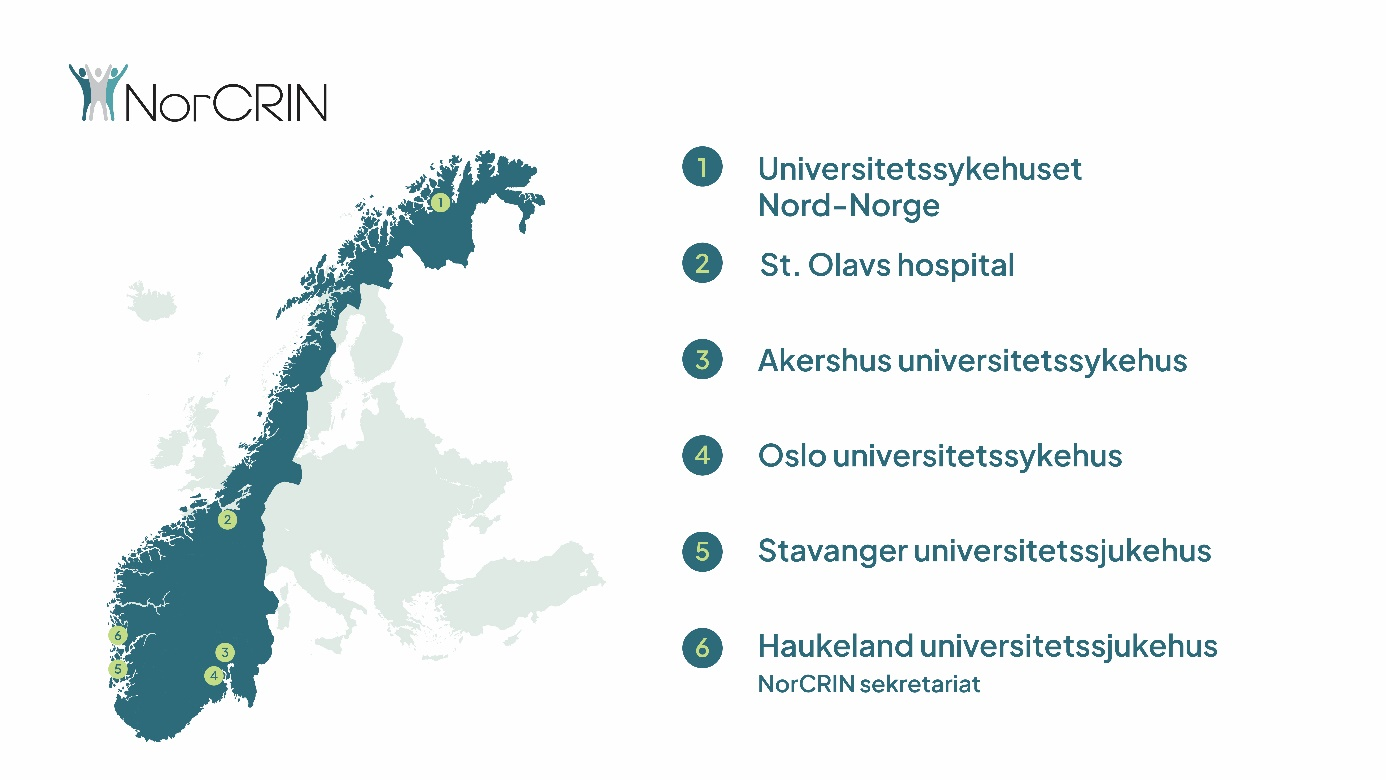 NorCRIN
1
Universitetssykehuset
Nord-Norge
2
St. Olavs hospital
3
Akershus universitetssykehus
4
Oslo universitetssykehus
5
Stavanger universitetssjukehus
6
Haukeland universitetssjukehus
NorCRIN sekretariat
1
2
6
3
5
4